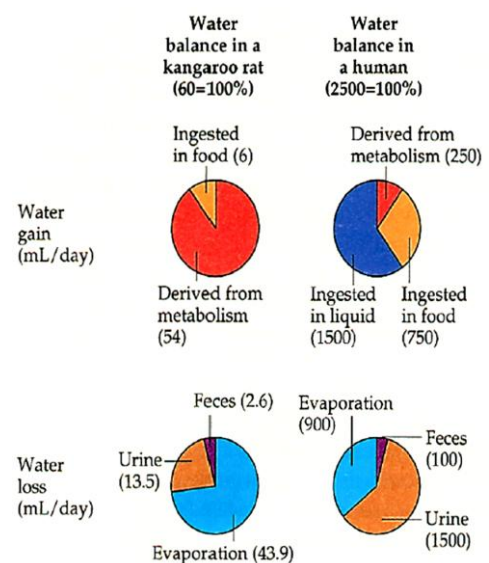 Water
balance in a
kangaroo rat
(60=100%)
Water
balance in
a human
(2500=100%)
Water
gain
(mL/day)
Ingested
in food (6)
Derived from
metabolism
(54)
Derived from
metabolism (250)
Ingested
in liquid
(1500)
Ingested
in food
(750)
Water
loss
(mL/day)
Feces (2.6)
Urine
(13.5)
Evaporation (43.9)
Evaporation
(900)
Feces
(100)
Urine
(1500)